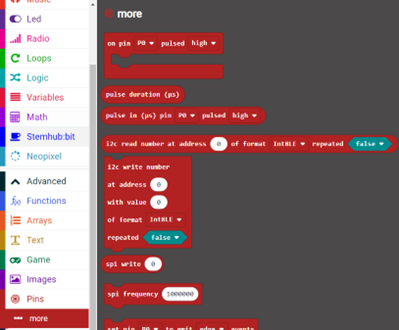 Music
Led
Radio
Loops
Logic
Variables
Math
Stemhub:bit
Neopixel
Advanced
Functions
Arrays
Text
Game
Images
Pins
more
more
on pin P0 pulsed high
pulse duration (µs)
pulse in (µs) pin P0 pulsed high
i2c read number at address 0 of format Int8LE repeated false
i2c write number
at address 0
with value 0
of format Int8LE
repeated false
spi write 0
spi frequency 1000000
set pin P0 to emit edge events